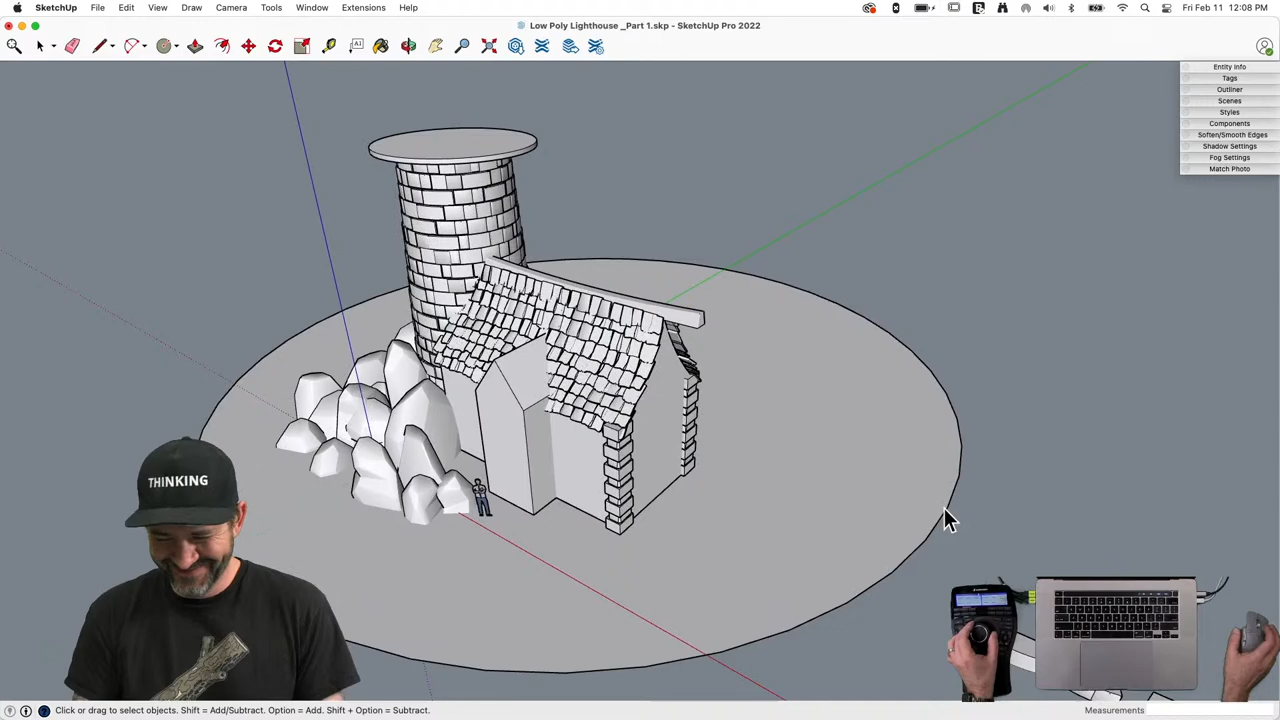 SketchUp File Edit View Draw Camera Tools Window Extensions Help
Fri Feb 11 12:08 PM
Low Poly Lighthouse _Part 1.skp - SketchUp Pro 2022
Entity Info
Tags
Outliner
Scenes
Styles
Components
Soften/Smooth Edges
Shadow Settings
Fog Settings
Match Photo
THINKING
Click or drag to select objects. Shift = Add/Subtract. Option = Add. Shift + Option = Subtract.
Measurements